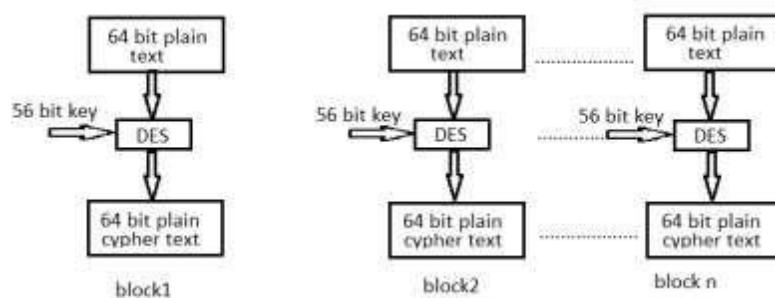 64 bit plain
text
56 bit key
DES
64 bit plain
cypher text
block1
64 bit plain
text
56 bit key
DES
64 bit plain
cypher text
block2
64 bit plain
text
56 bit key
DES
64 bit plain
cypher text
block n